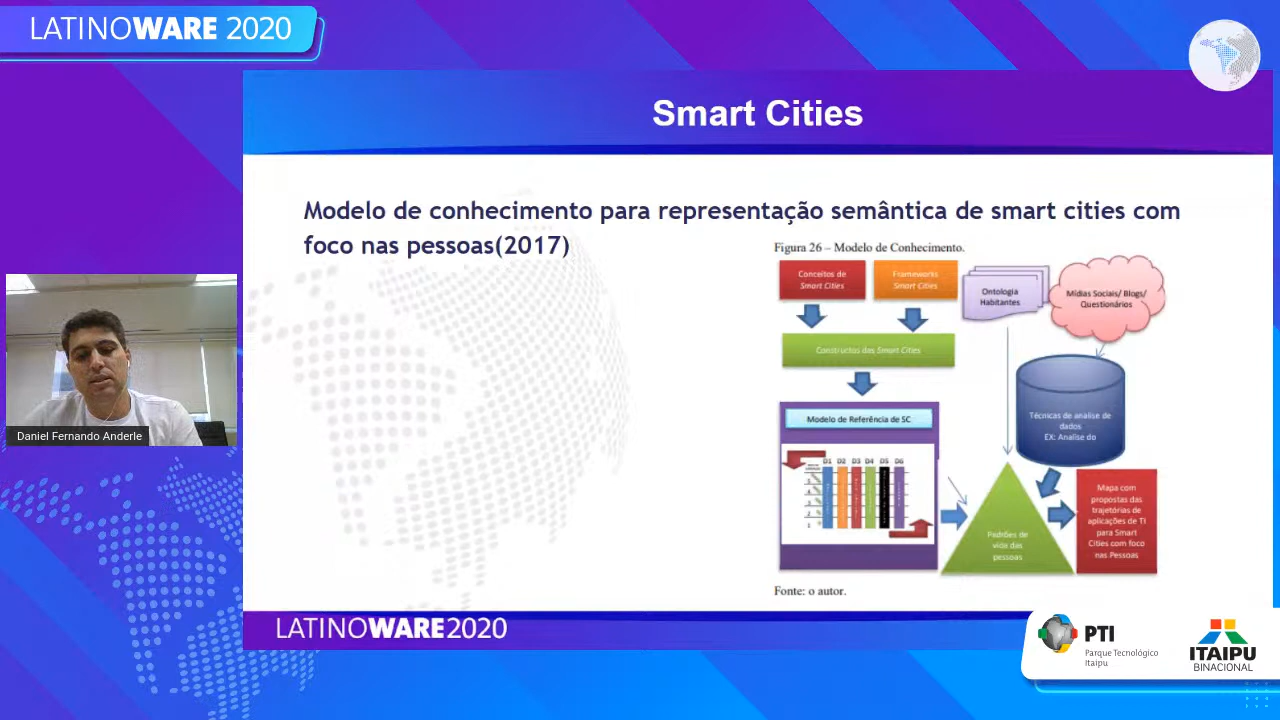 LATINOWARE 2020
Smart Cities
Modelo de conhecimento para representação semântica de smart cities com
foco nas pessoas(2017)
Figura 26 – Modelo de Conhecimento.
Conceitos de
Smart Cities
Frameworks
Smart Cities
Ontologia
Habitantes
Mídias Sociais/ Blogs/
Questionários
Constructos das Smart Cities
Técnicas de analise de
dados
EX: Analise do
Modelo de Referência de SC
D1 D2 D3 D4 D5 D6
Padrões de
vida das
pessoas
Mapa com
propostas das
trajetórias de
aplicações de TI
para Smart
Cities com foco
nas Pessoas
Fonte: o autor.
Daniel Fernando Anderle
LATINOWARE2020
PTI
Parque Tecnológico
Itaipu
ITAIPU
BINACIONAL